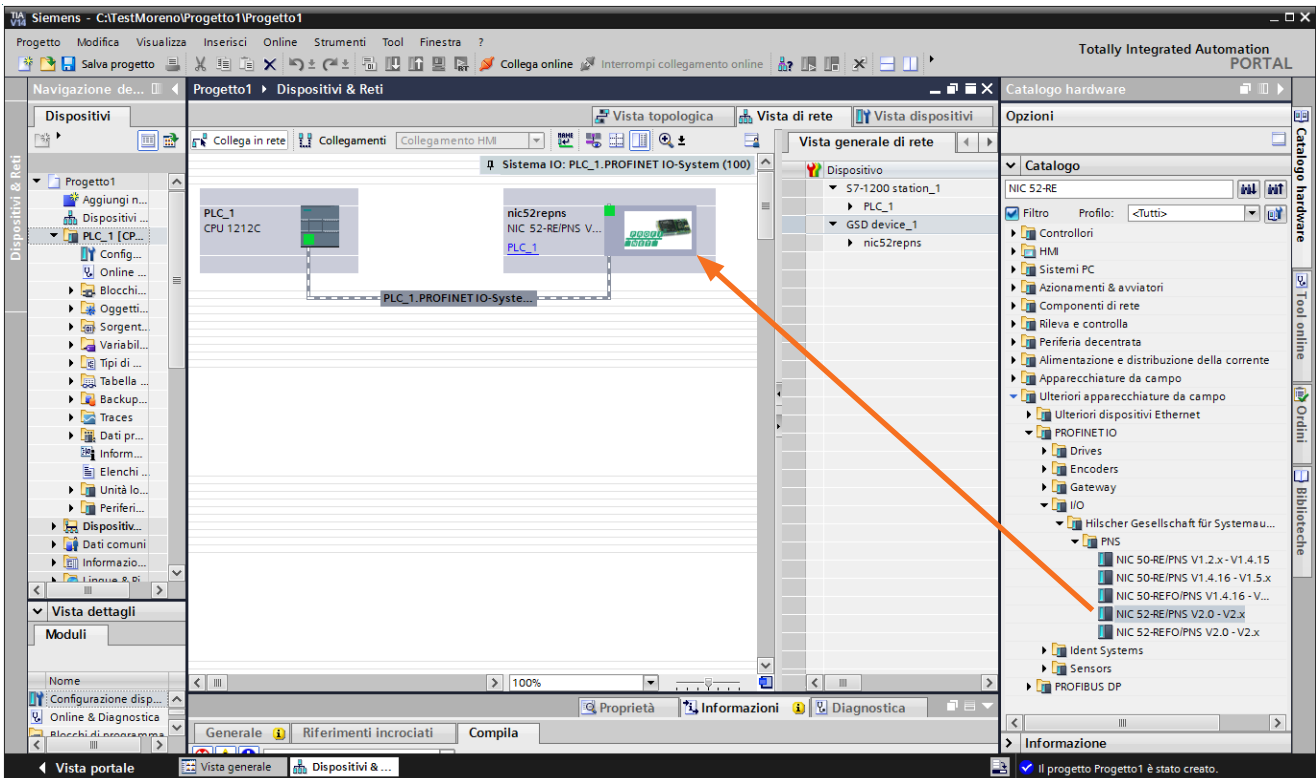 TIA V14 Siemens - C:\TestMoreno\Progetto1\Progetto1
Progetto Modifica Visualizza Inserisci Online Strumenti Tool Finestra ?
Totally Integrated Automation
PORTAL
Salva progetto Collega online Interrompi collegamento online
Navigazione de...
Dispositivi
Dispositivi & Reti
Progetto1
Aggiungi n...
Dispositivi ...
PLC_1 [CP...
Config...
Online ...
Blocchi...
Oggetti...
Sorgent...
Variabil...
Tipi di ...
Tabella ...
Backup...
Traces
Dati pr...
Inform...
Elenchi ...
Unità lo...
Periferi...
Dispositiv...
Dati comuni
Informazio...
Lingue & Ri...
Vista dettagli
Moduli
Nome
Configurazione disp...
Online & Diagnostica
Blocchi di programma
Progetto1 Dispositivi & Reti
Vista topologica Vista di rete Vista dispositivi
Collega in rete Collegamenti Collegamento HMI
Sistema IO: PLC_1.PROFINET IO-System (100)
PLC_1
CPU 1212C
nic52repns
NIC 52-RE/PNS V...
PLC_1
PLC_1.PROFINET IO-Syste...
100%
Vista generale di rete
Dispositivo
S7-1200 station_1
PLC_1
GSD device_1
nic52repns
Proprietà Informazioni Diagnostica
Generale Riferimenti incrociati Compila
Catalogo hardware
Opzioni
Catalogo
NIC 52-RE
Filtro Profilo: <Tutti>
Controllori
HMI
Sistemi PC
Azionamenti & avviatori
Componenti di rete
Rileva e controlla
Periferia decentrata
Alimentazione e distribuzione della corrente
Apparecchiature da campo
Ulteriori apparecchiature da campo
Ulteriori dispositivi Ethernet
PROFINET IO
Drives
Encoders
Gateway
I/O
Hilscher Gesellschaft für Systemau...
PNS
NIC 50-RE/PNS V1.2.x - V1.4.15
NIC 50-RE/PNS V1.4.16 - V1.5.x
NIC 50-REFO/PNS V1.4.16 - V...
NIC 52-RE/PNS V2.0 - V2.x
NIC 52-REFO/PNS V2.0 - V2.x
Ident Systems
Sensors
PROFIBUS DP
Informazione
Catalogo hardware
Tool online
Ordini
Biblioteche
Vista portale Vista generale Dispositivi & ...
Il progetto Progetto1 è stato creato.